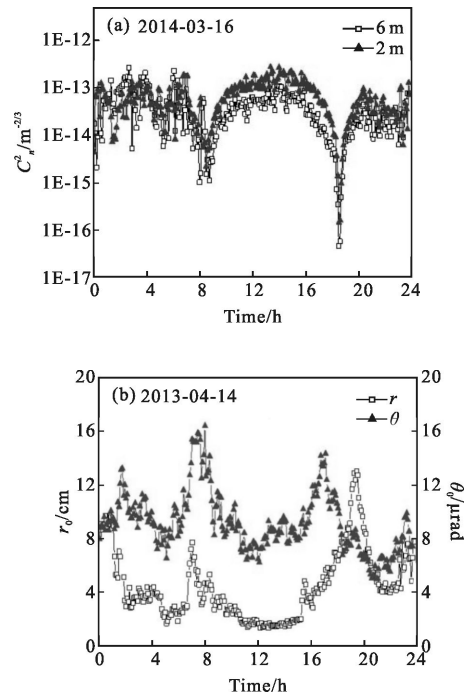 (a) 2014-03-16
6 m
2 m
1E-12
1E-13
1E-14
1E-15
1E-16
1E-17
C²ₙ/m⁻²/³
0 4 8 12 16 20 24
Time/h
(b) 2013-04-14
r
θ
20 20
16 16
12 12
8 8
4 4
0 0
r₀/cm
θ₀/μrad
0 4 8 12 16 20 24
Time/h